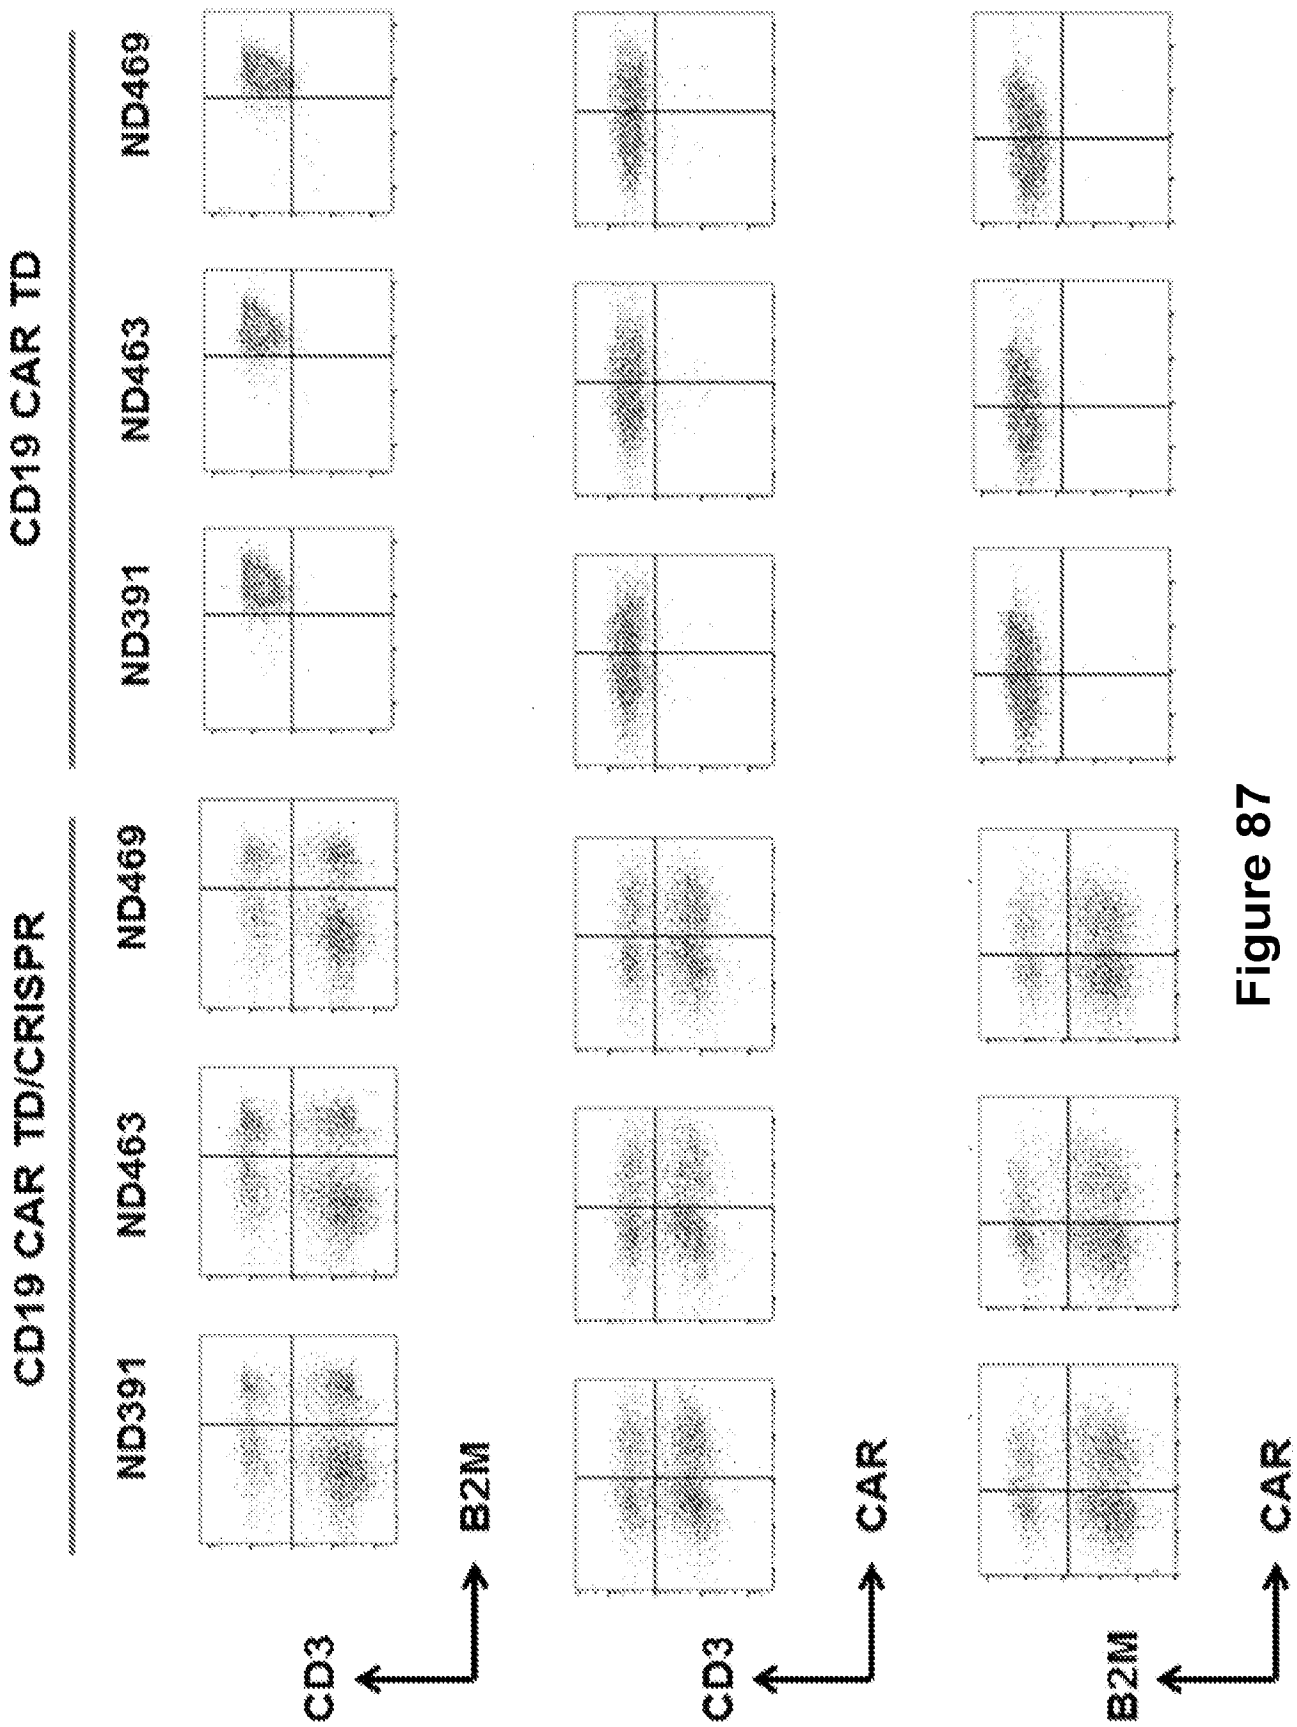 CD19 CAR TD/CRISPR
CD19 CAR TD
ND391
ND463
ND469
ND391
ND463
ND469
CD3
B2M
CD3
CAR
B2M
CAR
Figure 87